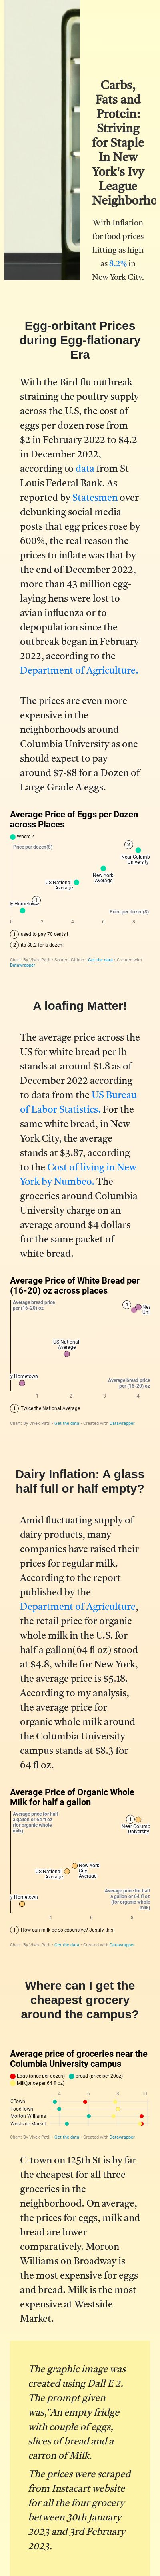 Carbs,
Fats and
Protein:
Striving
for Staple
In New
York's Ivy
League
Neighborho
With Inflation
for food prices
hitting as high
as 8.2% in
New York City.
Egg-orbitant Prices
during Egg-flationary
Era
With the Bird flu outbreak
straining the poultry supply
across the U.S, the cost of
eggs per dozen rose from
$2 in February 2022 to $4.2
in December 2022,
according to data from St
Louis Federal Bank. As
reported by Statesmen over
debunking social media
posts that egg prices rose by
600%, the real reason the
prices to inflate was that by
the end of December 2022,
more than 43 million egg-
laying hens were lost to
avian influenza or to
depopulation since the
outbreak began in February
2022, according to the
Department of Agriculture.
The prices are even more
expensive in the
neighborhoods around
Columbia University as one
should expect to pay
around $7-$8 for a Dozen of
Large Grade A eggs.
Average Price of Eggs per Dozen
across Places
Where ?
Price per dozen($)
2
Near Columb
University
New York
Average
US National
Average
1
y Hometown
Price per dozen($)
0 2 4 6 8
1 used to pay 70 cents !
2 its $8.2 for a dozen!
Chart: By Vivek Patil • Source: Github • Get the data • Created with
Datawrapper
A loafing Matter!
The average price across the
US for white bread per lb
stands at around $1.8 as of
December 2022 according
to data from the US Bureau
of Labor Statistics. For the
same white bread, in New
York City, the average
stands at $3.87, according
to the Cost of living in New
York by Numbeo. The
groceries around Columbia
University charge on an
average around $4 dollars
for the same packet of
white bread.
Average Price of White Bread per
(16-20) oz across places
Average bread price
per (16-20) oz
1
Nea
Uni
US National
Average
y Hometown
Average bread price
per (16-20) oz
1 2 3 4
1 Twice the National Average
Chart: By Vivek Patil • Get the data • Created with Datawrapper
Dairy Inflation: A glass
half full or half empty?
Amid fluctuating supply of
dairy products, many
companies have raised their
prices for regular milk.
According to the report
published by the
Department of Agriculture,
the retail price for organic
whole milk in the U.S. for
half a gallon(64 fl oz) stood
at $4.8, while for New York,
the average price is $5.18.
According to my analysis,
the average price for
organic whole milk around
the Columbia University
campus stands at $8.3 for
64 fl oz.
Average Price of Organic Whole
Milk for half a gallon
Average price for half
a gallon or 64 fl oz
(for organic whole
milk)
1
Near Columb
University
New York
City
Average
US National
Average
y Hometown
Average price for half
a gallon or 64 fl oz
(for organic whole
milk)
4 6 8
1 How can milk be so expensive? Justify this!
Chart: By Vivek Patil • Get the data • Created with Datawrapper
Where can I get the
cheapest grocery
around the campus?
Average price of groceries near the
Columbia University campus
Eggs (price per dozen) bread (price per 20oz)
Milk(price per 64 fl oz)
4 6 8 10
CTown
FoodTown
Morton Williams
Westside Market
Chart: By Vivek Patil • Get the data • Created with Datawrapper
C-town on 125th St is by far
the cheapest for all three
groceries in the
neighborhood. On average,
the prices for eggs, milk and
bread are lower
comparatively. Morton
Williams on Broadway is
the most expensive for eggs
and bread. Milk is the most
expensive at Westside
Market.
The graphic image was
created using Dall E 2.
The prompt given
was,"An empty fridge
with couple of eggs,
slices of bread and a
carton of Milk.
The prices were scraped
from Instacart website
for all the four grocery
between 30th January
2023 and 3rd February
2023.